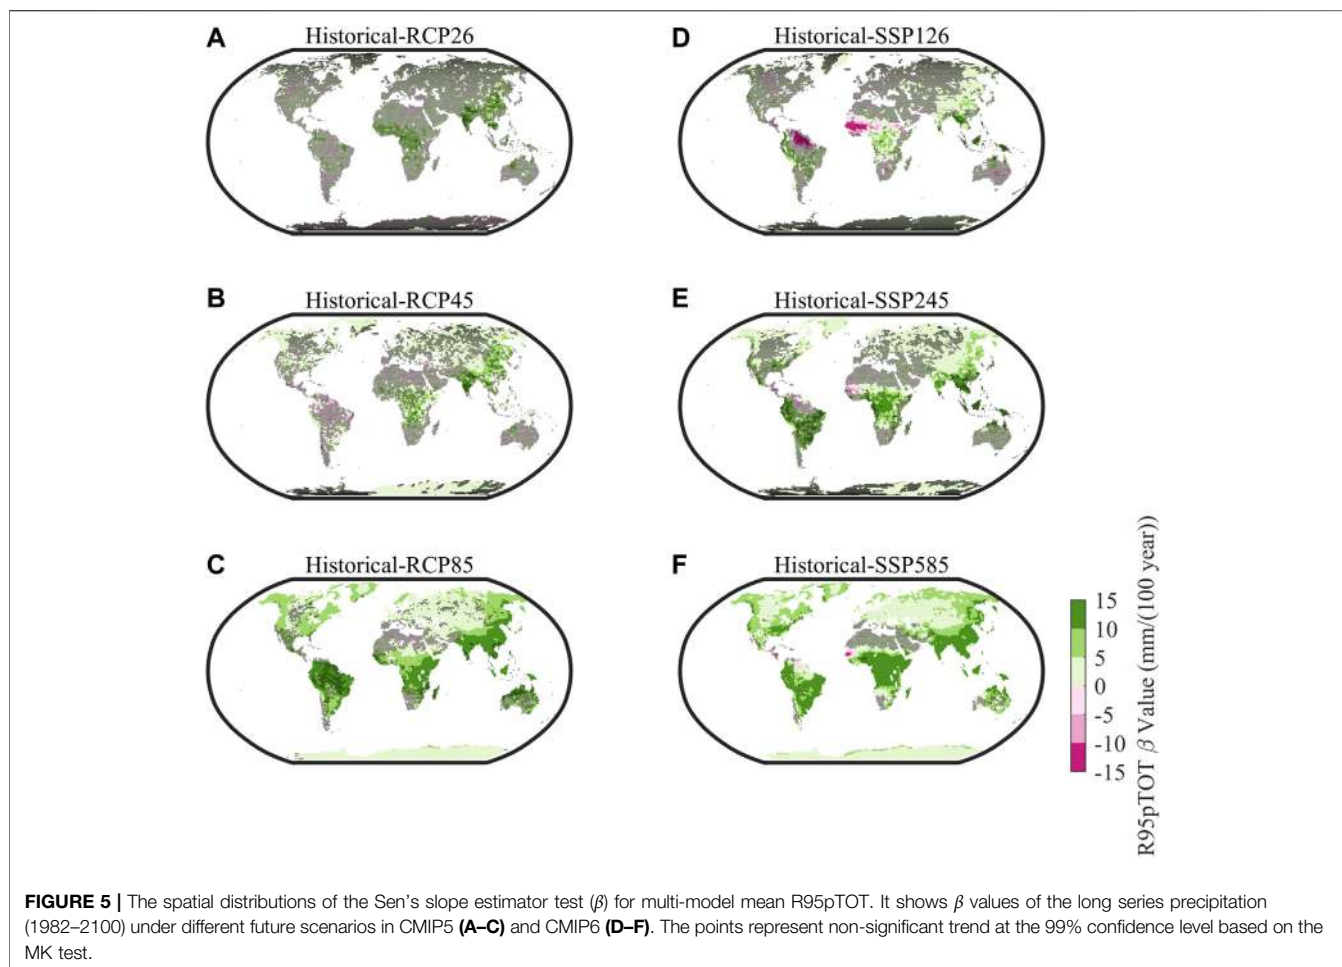 A
Historical-RCP26
D
Historical-SSP126
B
Historical-RCP45
E
Historical-SSP245
C
Historical-RCP85
F
Historical-SSP585
15
10
5
0
-5
-10
-15
R95pTOT β Value (mm/(100 year))
FIGURE 5 | The spatial distributions of the Sen's slope estimator test (β) for multi-model mean R95pTOT. It shows β values of the long series precipitation
(1982–2100) under different future scenarios in CMIP5 (A–C) and CMIP6 (D–F). The points represent non-significant trend at the 99% confidence level based on the
MK test.